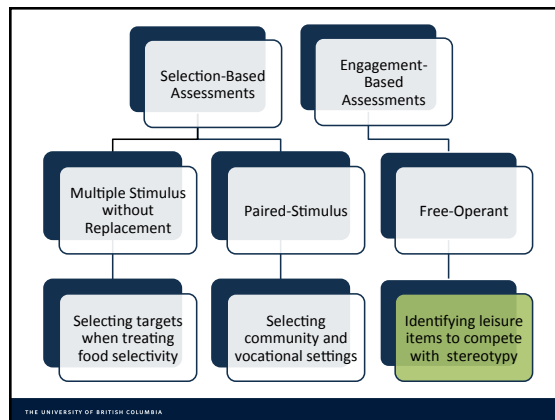 Selection-Based
Assessments
Engagement-
Based
Assessments
Multiple Stimulus
without
Replacement
Paired-Stimulus
Free-Operant
Selecting targets
when treating
food selectivity
Selecting
community and
vocational settings
Identifying leisure
items to compete
with stereotypy
THE UNIVERSITY OF BRITISH COLUMBIA